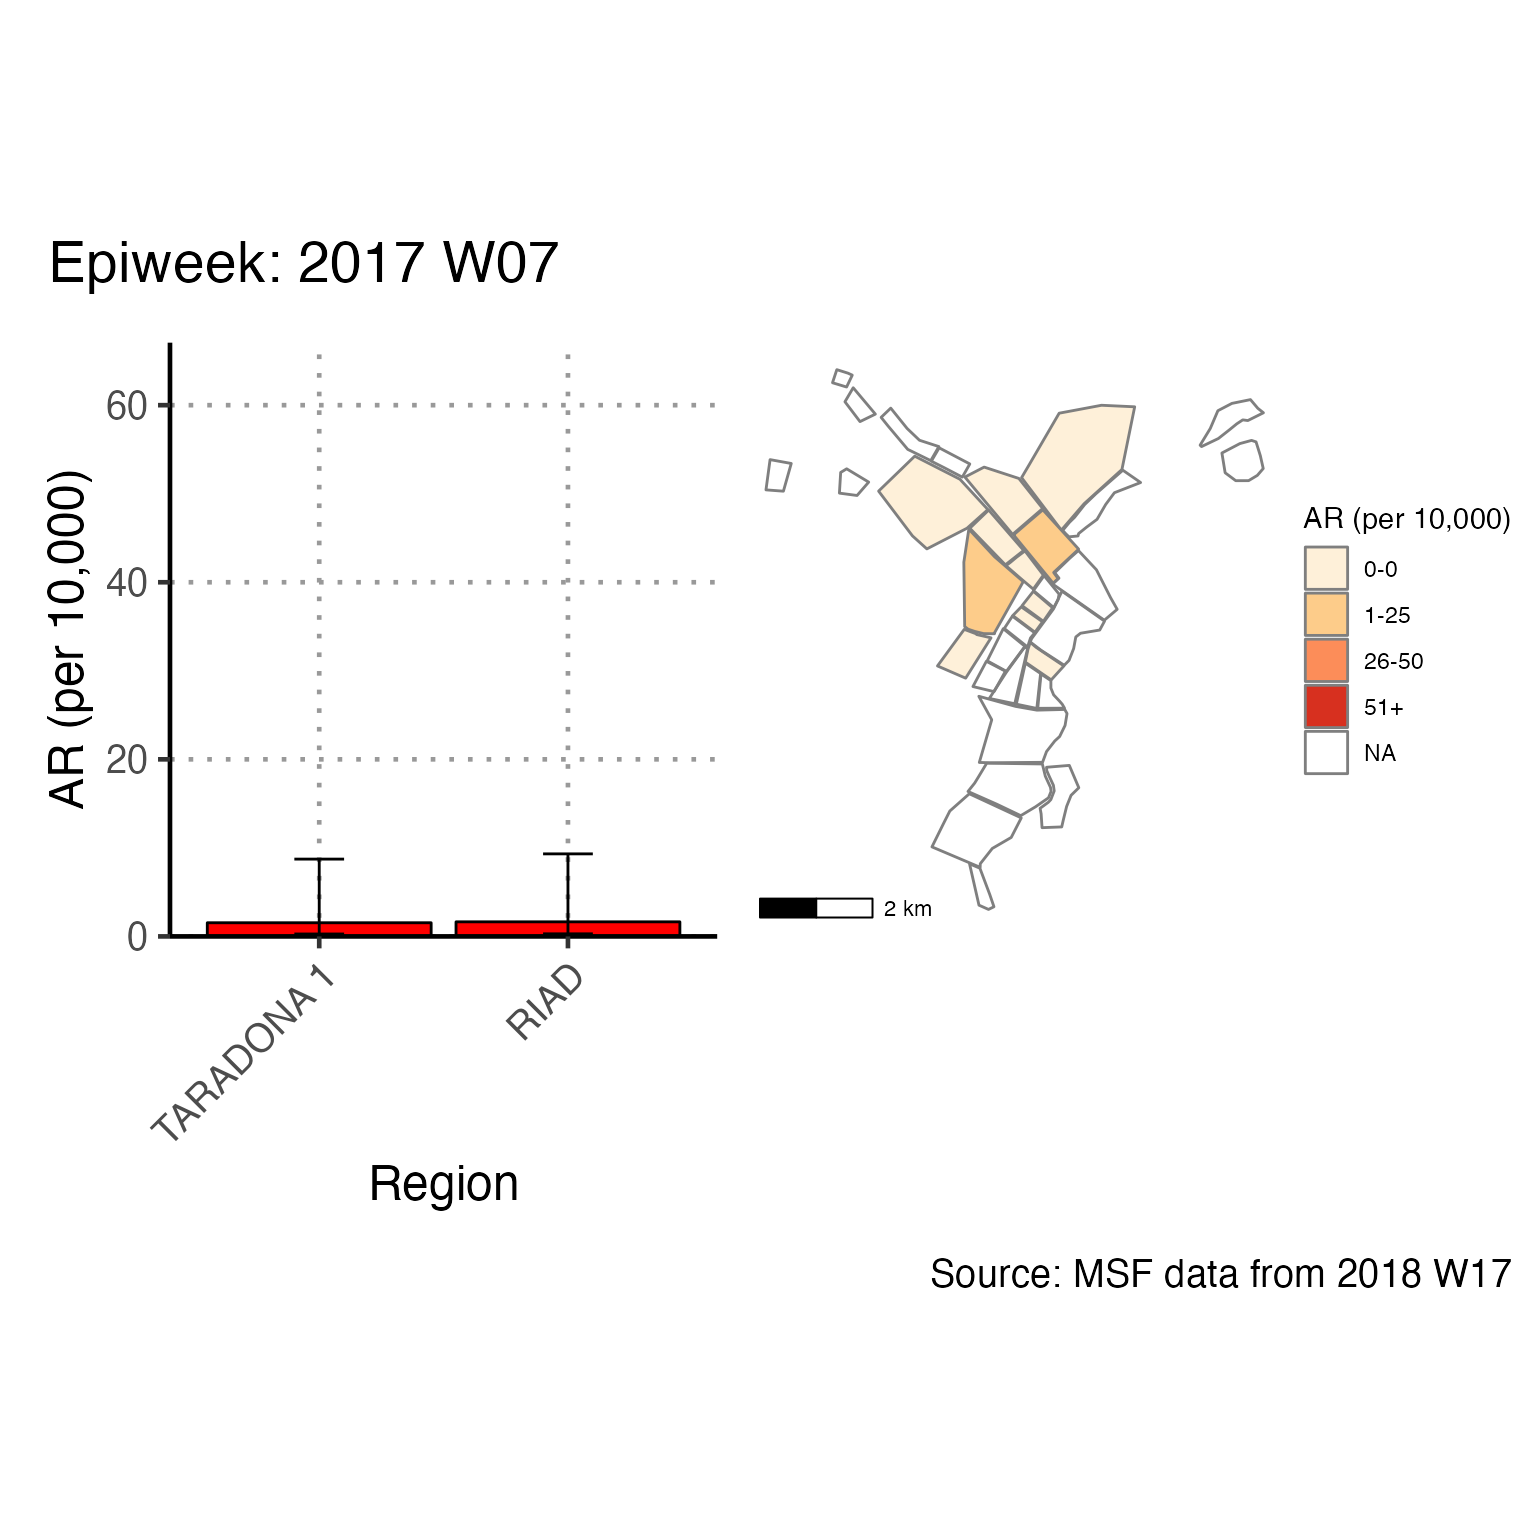 Epiweek: 2017 W07
AR (per 10,000)
60
40
20
0
TARADONA 1
RIAD
Region
2 km
AR (per 10,000)
0-0
1-25
26-50
51+
NA
Source: MSF data from 2018 W17